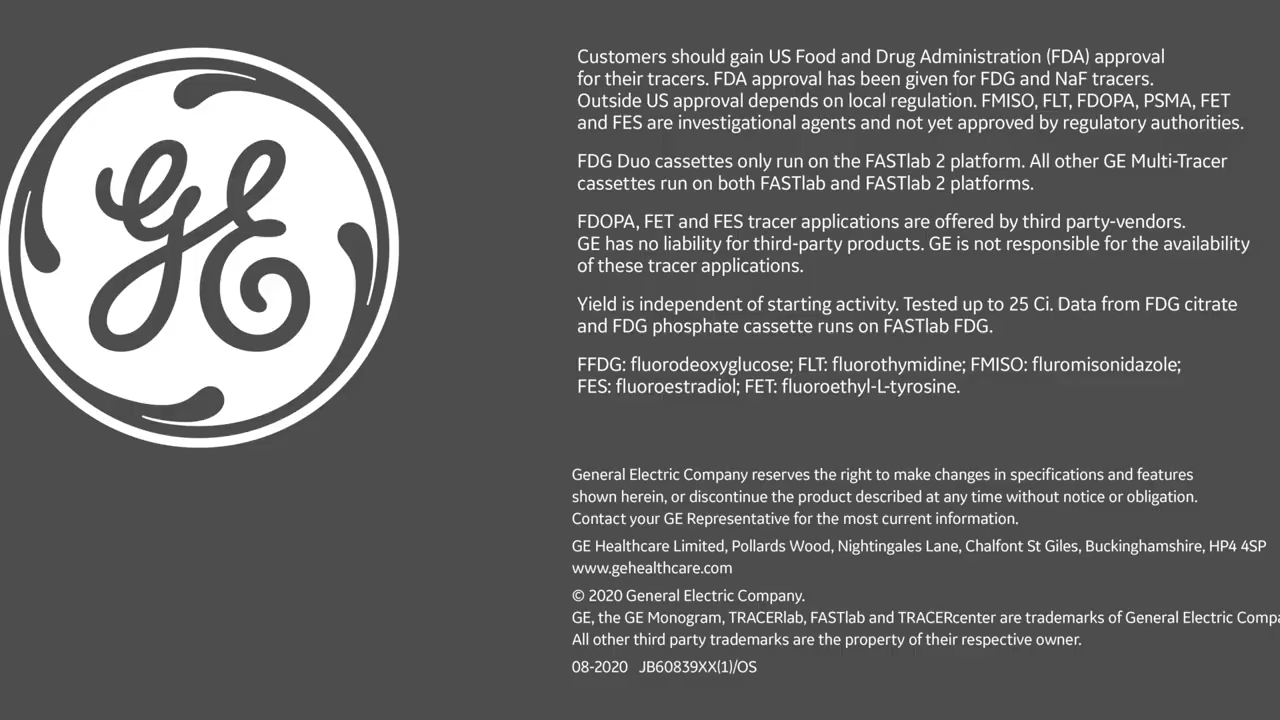 GE
Customers should gain US Food and Drug Administration (FDA) approval
for their tracers. FDA approval has been given for FDG and NaF tracers.
Outside US approval depends on local regulation. FMISO, FLT, FDOPA, PSMA, FET
and FES are investigational agents and not yet approved by regulatory authorities.
FDG Duo cassettes only run on the FASTlab 2 platform. All other GE Multi-Tracer
cassettes run on both FASTlab and FASTlab 2 platforms.
FDOPA, FET and FES tracer applications are offered by third party-vendors.
GE has no liability for third-party products. GE is not responsible for the availability
of these tracer applications.
Yield is independent of starting activity. Tested up to 25 Ci. Data from FDG citrate
and FDG phosphate cassette runs on FASTlab FDG.
FFDG: fluorodeoxyglucose; FLT: fluorothymidine; FMISO: fluromisonidazole;
FES: fluoroestradiol; FET: fluoroethyl-L-tyrosine.
General Electric Company reserves the right to make changes in specifications and features
shown herein, or discontinue the product described at any time without notice or obligation.
Contact your GE Representative for the most current information.
GE Healthcare Limited, Pollards Wood, Nightingales Lane, Chalfont St Giles, Buckinghamshire, HP4 4SP
www.gehealthcare.com
© 2020 General Electric Company.
GE, the GE Monogram, TRACERlab, FASTlab and TRACERcenter are trademarks of General Electric
All other third party trademarks are the property of their respective owner.
08-2020 JB60839XX(1)/OS